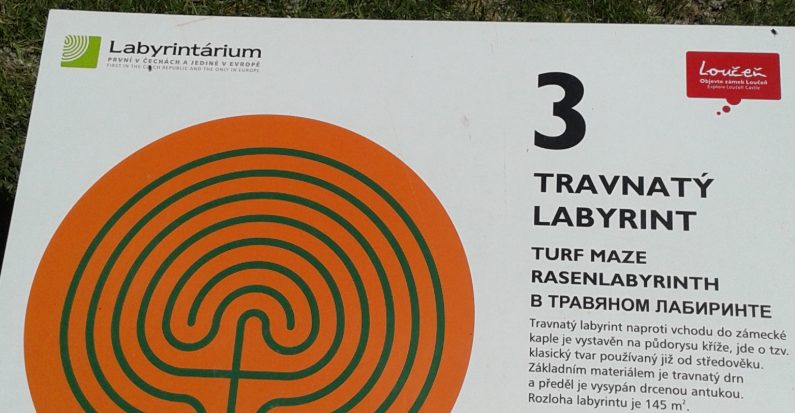 Labyrintárium
PRVNÍ V ČECHÁCH A JEDINÉ V EVROPĚ
FIRST IN THE CZECH REPUBLIC AND THE ONLY IN EUROPE
Loučeň
Objevte zámek Loučeň
Explore Loučeň Castle
3
TRAVNATÝ
LABYRINT
TURF MAZE
RASENLABYRINTH
В ТРАВЯНОМ ЛАБИРИНТЕ
Travnatý labyrint naproti vchodu do zámecké
kaple je vystavěn na půdorysu kříže, jde o tzv.
klasický tvar používaný již od středověku.
Základním materiálem je travnatý drn
a předěl je vysypán drcenou antukou.
Rozloha labyrintu je 145 m².